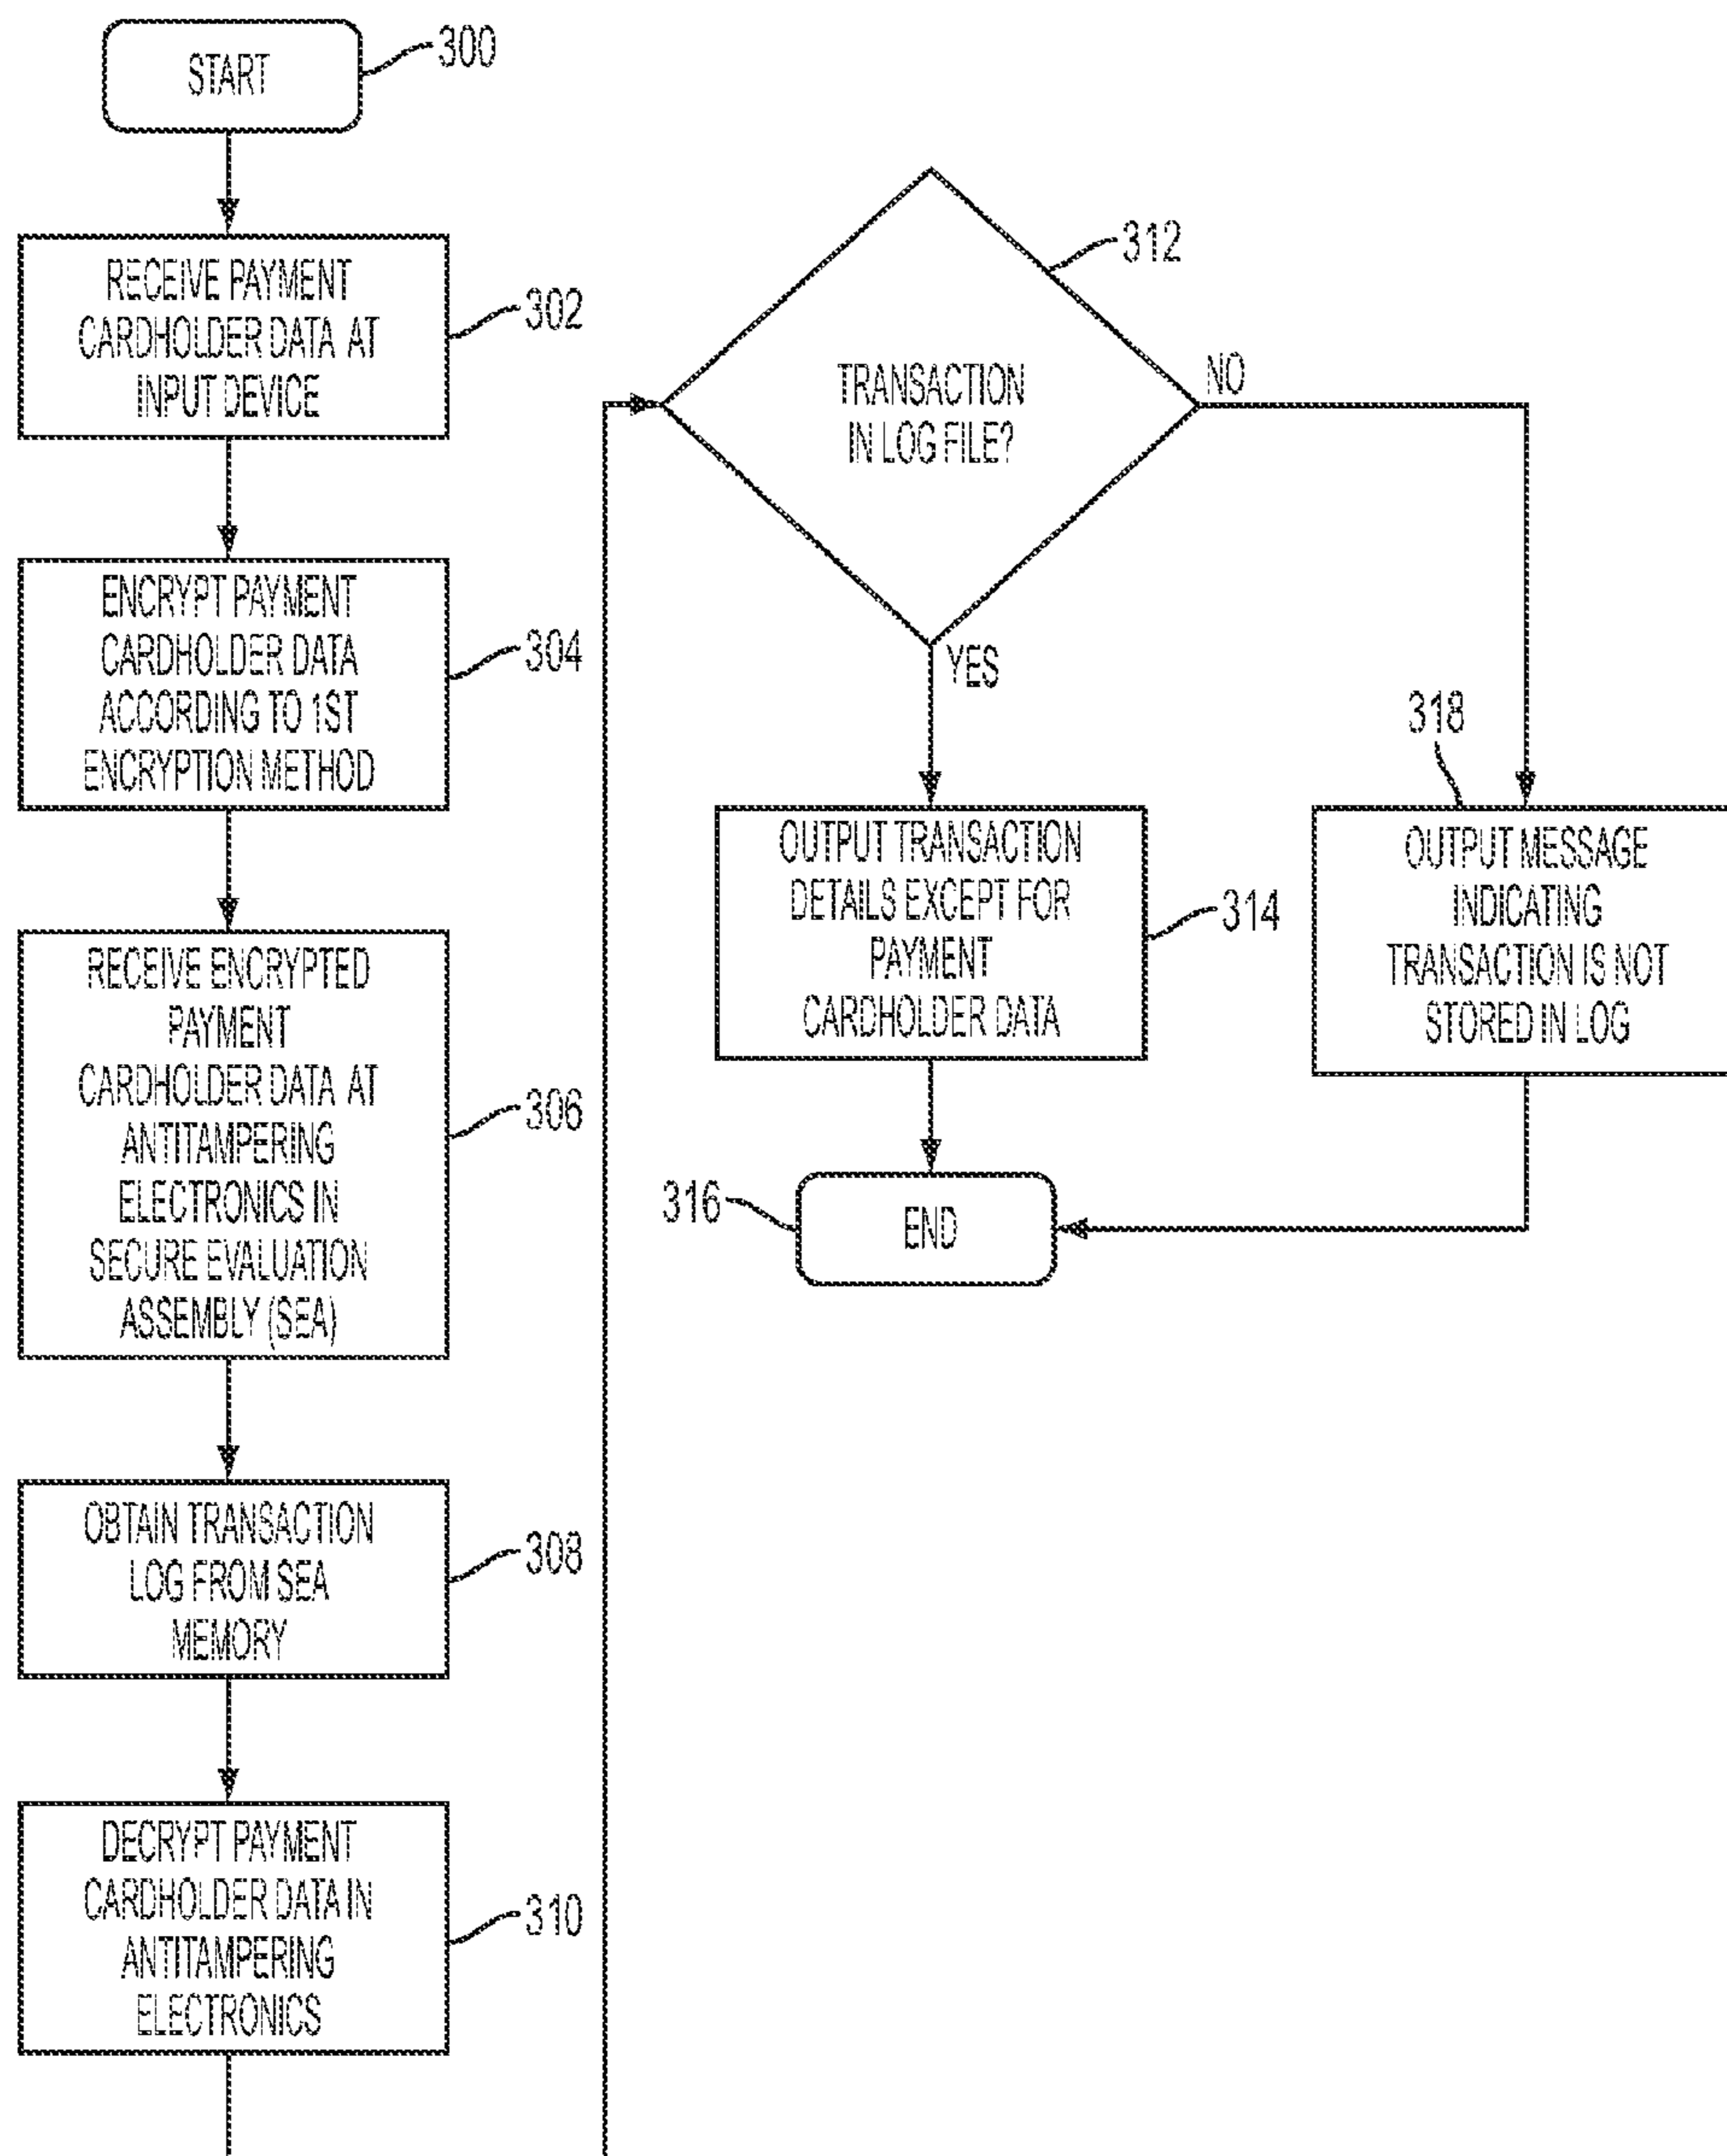 START
300
RECEIVE PAYMENT
CARDHOLDER DATA AT
INPUT DEVICE
302
ENCRYPT PAYMENT
CARDHOLDER DATA
ACCORDING TO 1ST
ENCRYPTION METHOD
304
RECEIVE ENCRYPTED
PAYMENT
CARDHOLDER DATA AT
ANTITAMPERING
ELECTRONICS IN
SECURE EVALUATION
ASSEMBLY (SEA)
306
OBTAIN TRANSACTION
LOG FROM SEA
MEMORY
308
DECRYPT PAYMENT
CARDHOLDER DATA IN
ANTITAMPERING
ELECTRONICS
310
312
TRANSACTION
IN LOG FILE?
NO
YES
OUTPUT TRANSACTION
DETAILS EXCEPT FOR
PAYMENT
CARDHOLDER DATA
314
318
OUTPUT MESSAGE
INDICATING
TRANSACTION IS NOT
STORED IN LOG
316
END